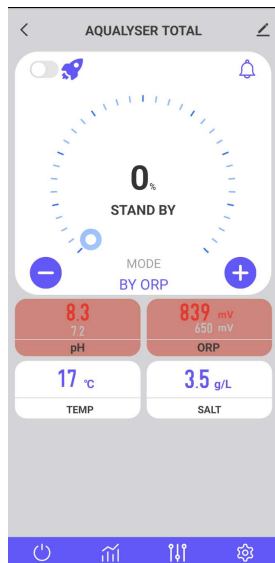 AQUALYSER TOTAL
0%
STAND BY
MODE
BY ORP
8.3
7.2
pH
839 mV
650 mV
ORP
17 °C
TEMP
3.5 g/L
SALT